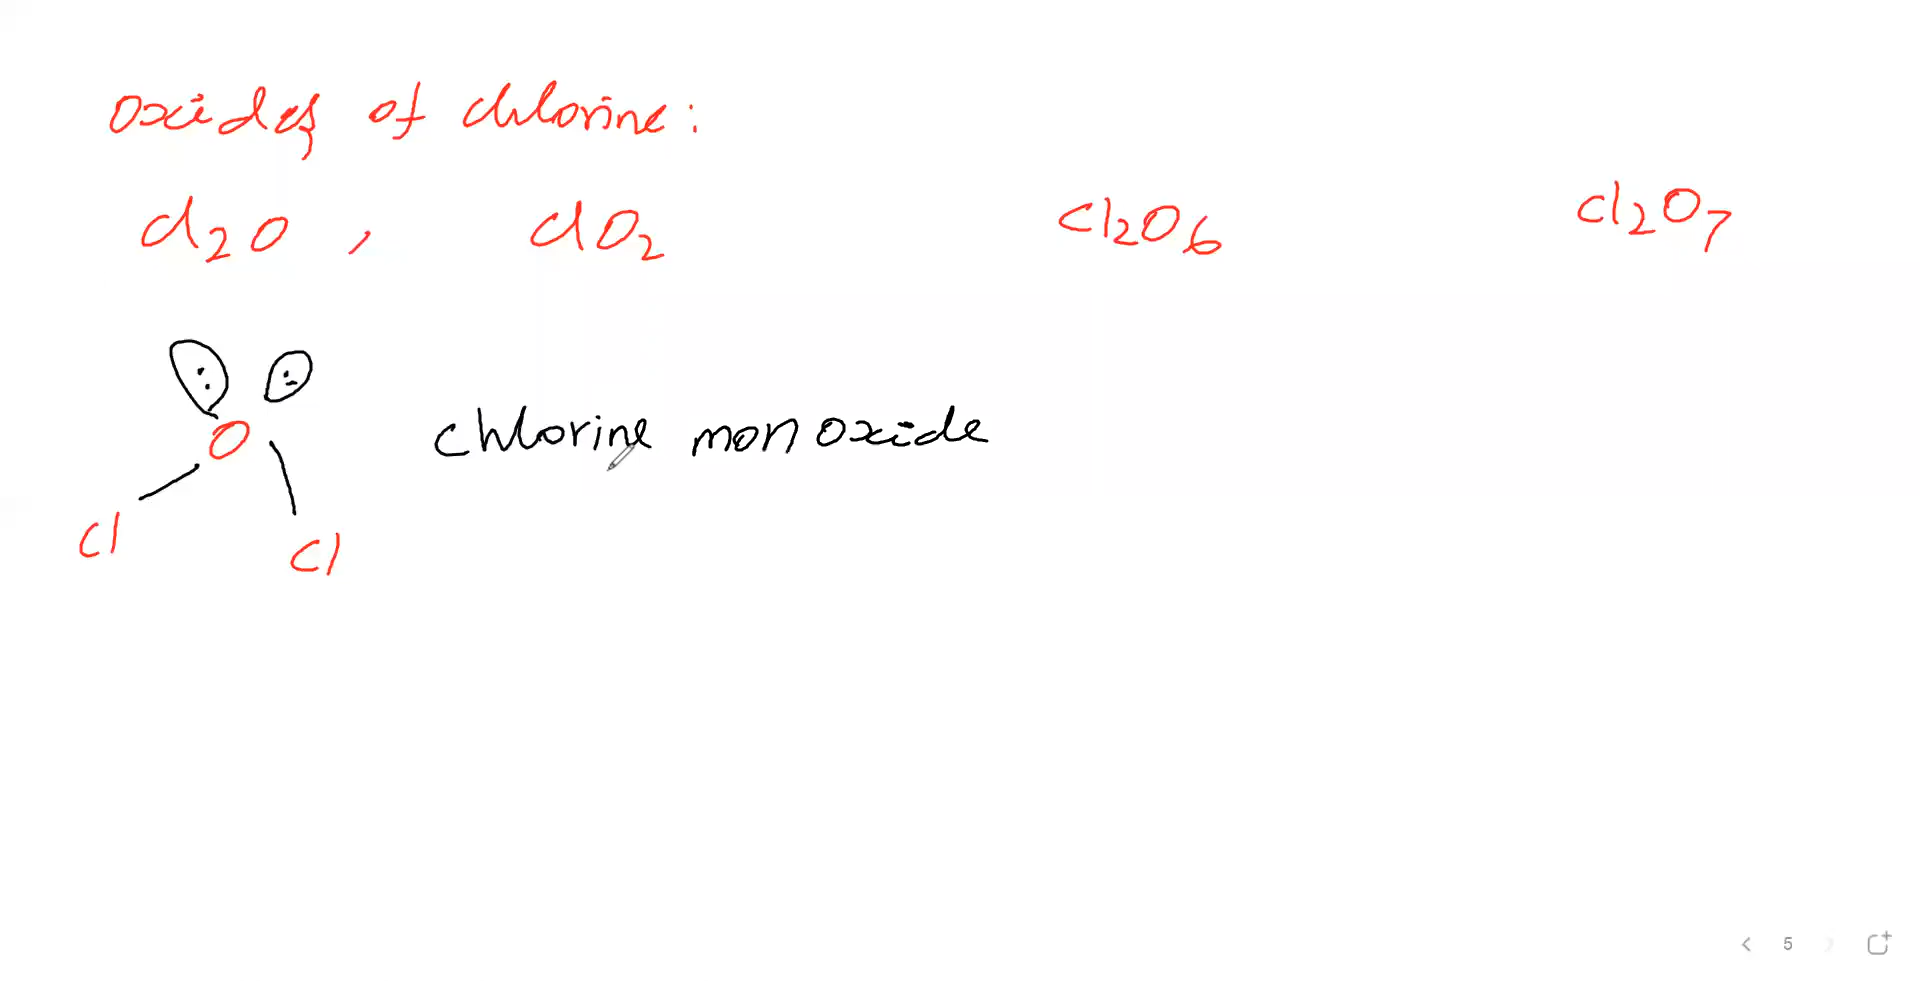 oxides of chlorine:
Cl2O , ClO2 Cl2O6 Cl2O7
O chlorine monoxide
Cl Cl
5